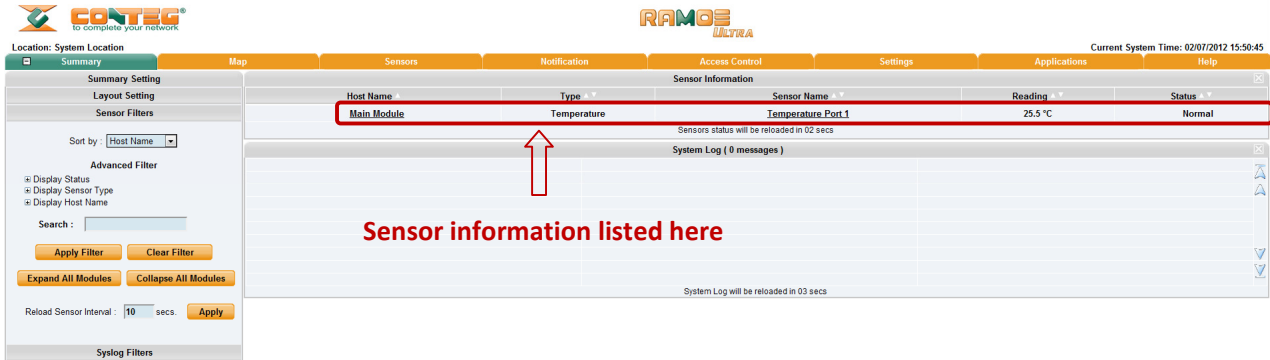 CONTEG®
to complete your network
RAMOS
ULTRA
Location: System Location
Current System Time: 02/07/2012 15:50:45
Summary Map Sensors Notification Access Control Settings Applications Help
Summary Setting
Layout Setting
Sensor Filters
Sort by : Host Name
Advanced Filter
Display Status
Display Sensor Type
Display Host Name
Search :
Apply Filter Clear Filter
Expand All Modules Collapse All Modules
Reload Sensor Interval : 10 secs. Apply
Syslog Filters
Sensor Information
Host Name Type Sensor Name Reading Status
Main Module Temperature Temperature Port 1 25.5 °C Normal
Sensors status will be reloaded in 02 secs
System Log ( 0 messages )
Sensor information listed here
System Log will be reloaded in 03 secs